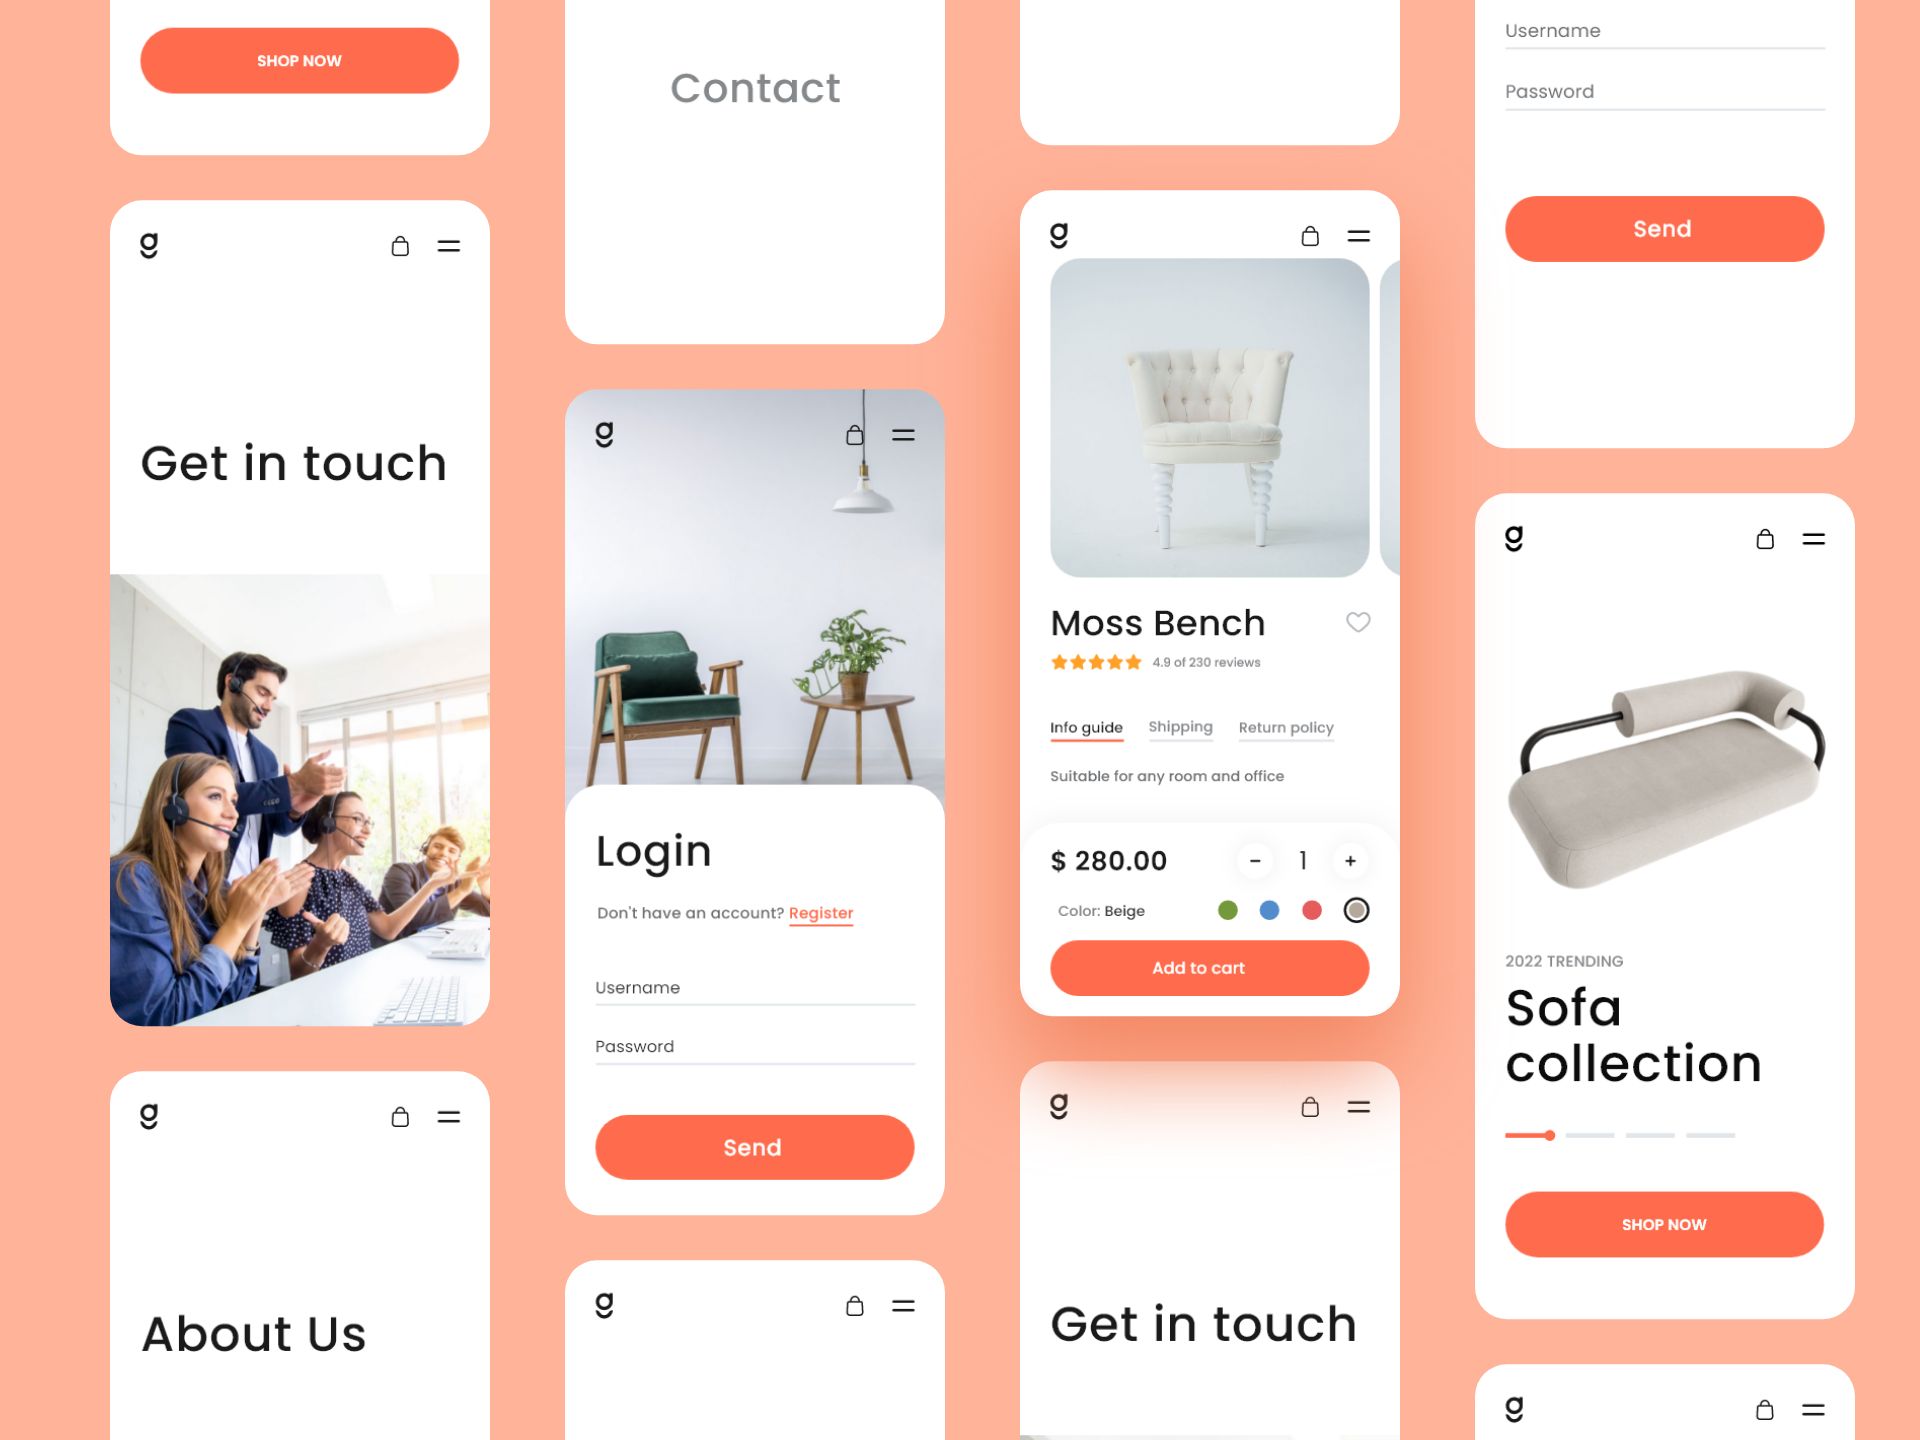 SHOP NOW
g
Get in touch
g
About Us
Contact
g
Login
Don't have an account? Register
Username
Password
Send
g
g
Moss Bench
4.9 of 230 reviews
Info guide
Shipping
Return policy
Suitable for any room and office
$ 280.00
- 1 +
Color: Beige
Add to cart
g
Get in touch
Username
Password
Send
g
2022 TRENDING
Sofa
collection
SHOP NOW
g